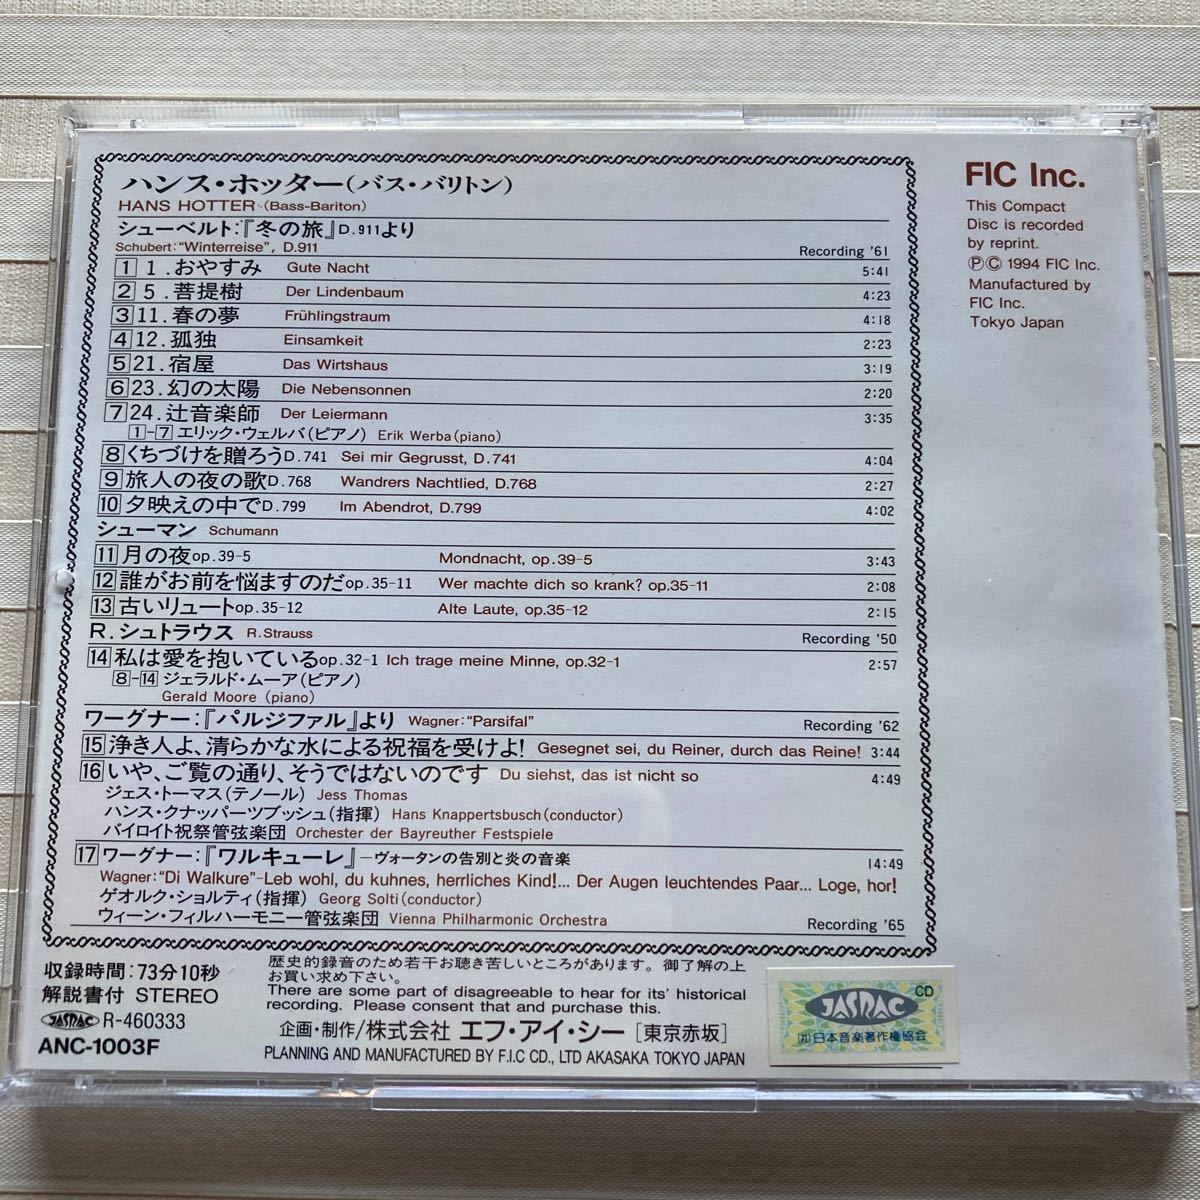 ハンス・ホッター(バス・バリトン)
HANS HOTTER (Bass-Bariton)
シューベルト:『冬の旅』D.911より
Schubert: "Winterreise", D.911 Recording '61
1 1.おやすみ Gute Nacht 5:41
2 5.菩提樹 Der Lindenbaum 4:23
3 11.春の夢 Frühlingstraum 4:18
4 12.孤独 Einsamkeit 2:23
5 21.宿屋 Das Wirtshaus 3:19
6 23.幻の太陽 Die Nebensonnen 2:20
7 24.辻音楽師 Der Leiermann 3:35
1-7 エリック・ウェルバ(ピアノ) Erik Werba (piano)
8 くちづけを贈ろうD.741 Sei mir Gegrusst, D.741 4:04
9 旅人の夜の歌D.768 Wandrers Nachtlied, D.768 2:27
10 夕映えの中でD.799 Im Abendrot, D.799 4:02
シューマン Schumann
11 月の夜op.39-5 Mondnacht, op.39-5 3:43
12 誰がお前を悩ますのだop.35-11 Wer machte dich so krank? op.35-11 2:08
13 古いリュートop.35-12 Alte Laute, op.35-12 2:15
R.シュトラウス R.Strauss Recording '50
14 私は愛を抱いているop.32-1 Ich trage meine Minne, op.32-1 2:57
8-14 ジェラルド・ムーア(ピアノ)
Gerald Moore (piano)
ワーグナー:『パルジファル』より Wagner: "Parsifal" Recording '62
15 浄き人よ、清らかな水による祝福を受けよ! Gesegnet sei, du Reiner, durch das Reine! 3:44
16 いや、ご覧の通り、そうではないのです Du siehst, das ist nicht so 4:49
ジェス・トーマス(テノール) Jess Thomas
ハンス・クナッパーツブッシュ(指揮) Hans Knappertsbusch (conductor)
バイロイト祝祭管弦楽団 Orchester der Bayreuther Festspiele
17 ワーグナー:『ワルキューレ』-ヴォータンの告別と炎の音楽 14:49
Wagner: "Di Walkure"-Leb wohl, du kuhnes, herrliches Kind!... Der Augen leuchtendes Paar... Loge, hor!
ゲオルク・ショルティ(指揮) Georg Solti (conductor)
ウィーン・フィルハーモニー管弦楽団 Vienna Philharmonic Orchestra Recording '65
FIC Inc.
This Compact
Disc is recorded
by reprint.
ⓅⒸ 1994 FIC Inc.
Manufactured by
FIC Inc.
Tokyo Japan
収録時間:73分10秒
解説書付 STEREO
JASRAC R-460333
ANC-1003F
歴史的録音のため若干お聴き苦しいところがあります。御了解の上
お買い求め下さい。
There are some part of disagreeable to hear for its' historical
recording. Please consent that and purchase this.
企画・制作/株式会社 エフ・アイ・シー [東京赤坂]
PLANNING AND MANUFACTURED BY F.I.C CD., LTD AKASAKA TOKYO JAPAN
CD
JASRAC
(社)日本音楽著作権協会